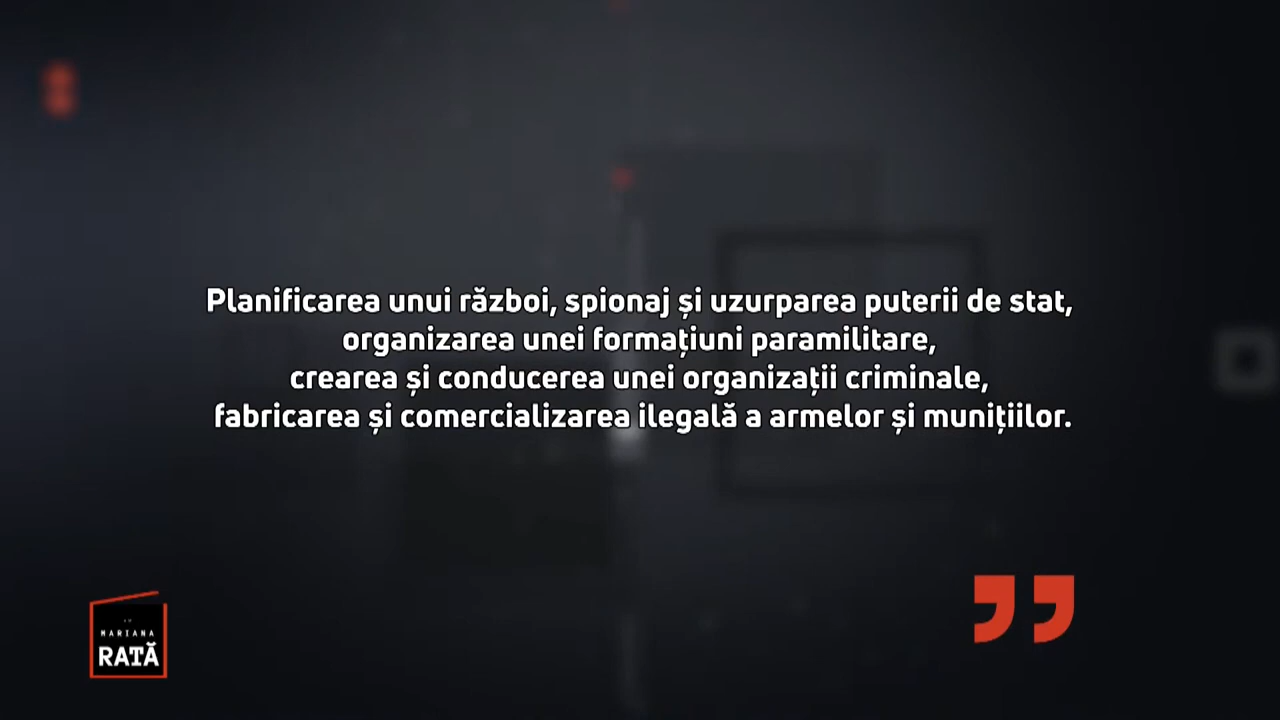 Planificarea unui război, spionaj și uzurparea puterii de stat,
organizarea unei formațiuni paramilitare,
crearea și conducerea unei organizații criminale,
fabricarea și comercializarea ilegală a armelor și munițiilor.
MARIANA
RAȚĂ